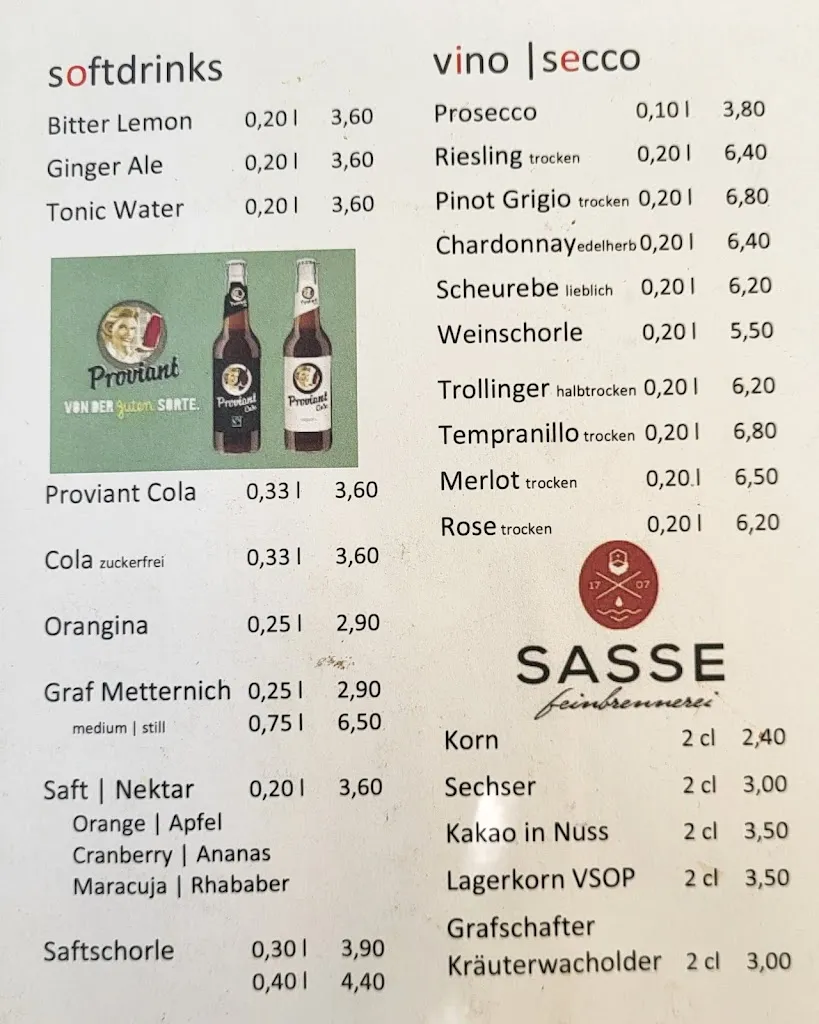 softdrinks
Bitter Lemon 0,20 l 3,60
Ginger Ale 0,20 l 3,60
Tonic Water 0,20 l 3,60
Proviant
VON DER guten SORTE.
Proviant
Cola
Proviant
Cola
Proviant Cola 0,33 l 3,60
Cola zuckerfrei 0,33 l 3,60
Orangina 0,25 l 2,90
Graf Metternich 0,25 l 2,90
medium | still 0,75 l 6,50
Saft | Nektar 0,20 l 3,60
Orange | Apfel
Cranberry | Ananas
Maracuja | Rhababer
Saftschorle 0,30 l 3,90
0,40 l 4,40
vino | secco
Prosecco 0,10 l 3,80
Riesling trocken 0,20 l 6,40
Pinot Grigio trocken 0,20 l 6,80
Chardonnay edelherb 0,20 l 6,40
Scheurebe lieblich 0,20 l 6,20
Weinschorle 0,20 l 5,50
Trollinger halbtrocken 0,20 l 6,20
Tempranillo trocken 0,20 l 6,80
Merlot trocken 0,20 l 6,50
Rose trocken 0,20 l 6,20
17 07
SASSE
feinbrennerei
Korn 2 cl 2,40
Sechser 2 cl 3,00
Kakao in Nuss 2 cl 3,50
Lagerkorn VSOP 2 cl 3,50
Grafschafter
Kräuterwacholder 2 cl 3,00